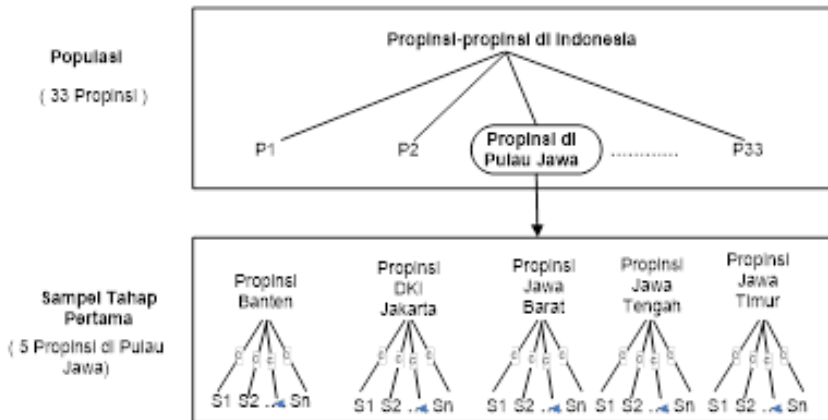 Propinsi-propinsi di Indonesia
Populasi
( 33 Propinsi )
P1
P2
Propinsi di
Pulau Jawa
............
P33
Sampel Tahap
Pertama
( 5 Propinsi di Pulau
Jawa)
Propinsi
Banten
Propinsi
DKI
Jakarta
Propinsi
Jawa
Barat
Propinsi
Jawa
Tengah
Propinsi
Jawa
Timur
S1 S2 .. Sn
S1 S2 .. Sn
S1 S2 .. Sn
S1 S2 .. Sn
S1 S2 .. Sn